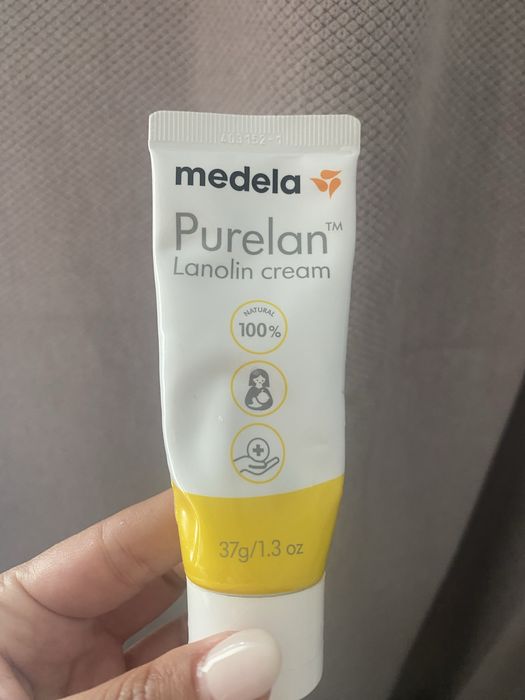 medela
Purelan™
Lanolin cream
NATURAL
100%
37g/1.3 oz